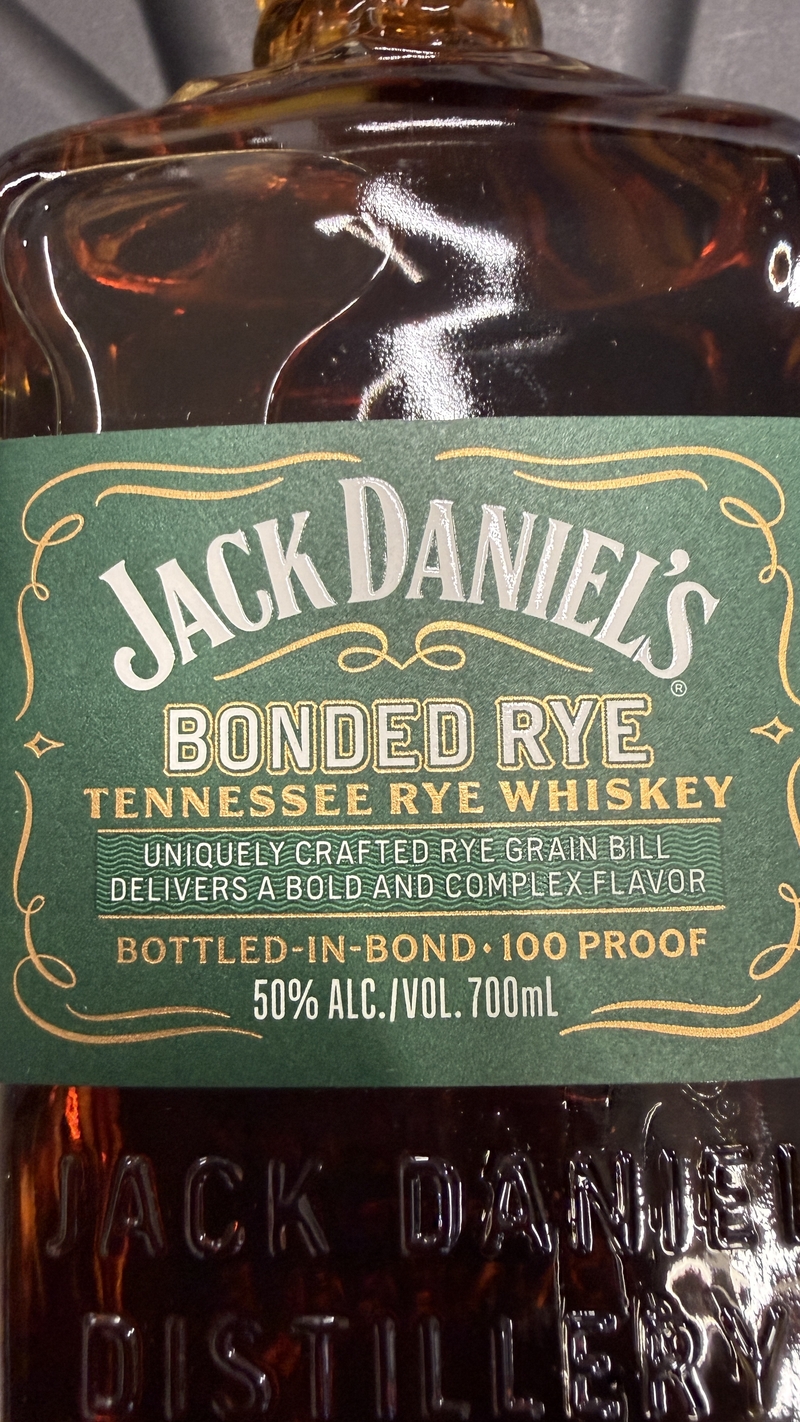 JACK DANIEL'S®
BONDED RYE
TENNESSEE RYE WHISKEY
UNIQUELY CRAFTED RYE GRAIN BILL
DELIVERS A BOLD AND COMPLEX FLAVOR
BOTTLED-IN-BOND • 100 PROOF
50% ALC./VOL. 700mL
JACK DANIEL
DISTILLERY